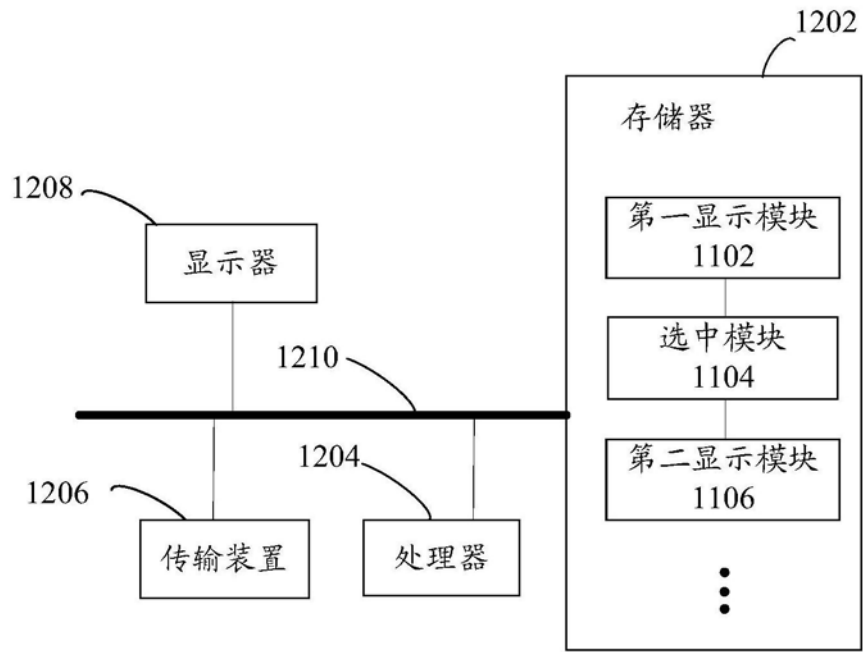 1202
存储器
1208
第一显示模块
1102
显示器
选中模块
1104
1210
1204
第二显示模块
1106
1206
传输装置
处理器